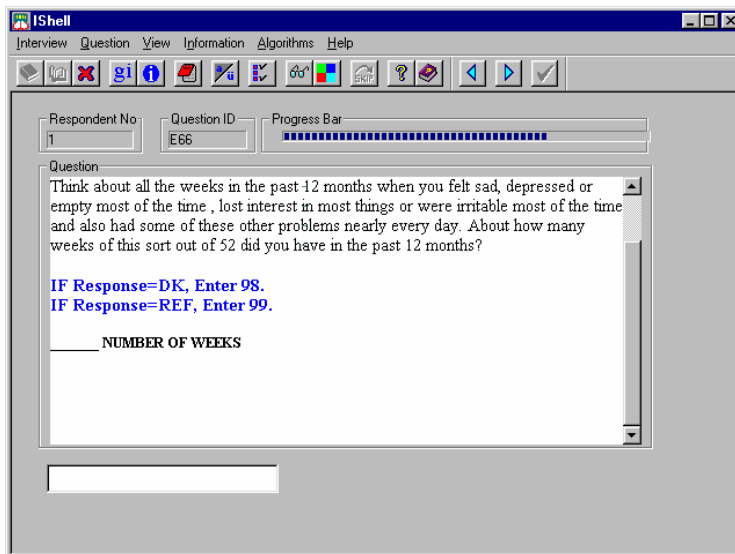 IShell
Interview Question View Information Algorithms Help
gi i a/ü SKIP ?
Respondent No Question ID Progress Bar
1 E66
Question
Think about all the weeks in the past 12 months when you felt sad, depressed or
empty most of the time , lost interest in most things or were irritable most of the time
and also had some of these other problems nearly every day. About how many
weeks of this sort out of 52 did you have in the past 12 months?
IF Response=DK, Enter 98.
IF Response=REF, Enter 99.
______ NUMBER OF WEEKS